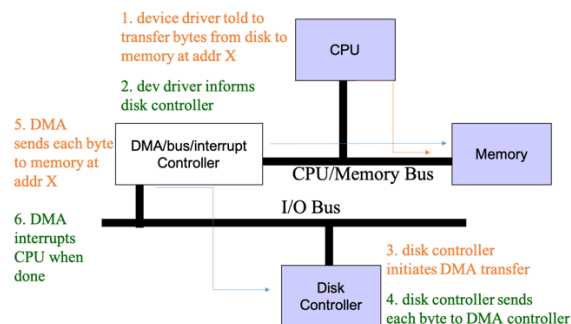 1. device driver told to
transfer bytes from disk to
memory at addr X
2. dev driver informs
disk controller
CPU
5. DMA
sends each byte
to memory at
addr X
DMA/bus/interrupt
Controller
Memory
CPU/Memory Bus
I/O Bus
6. DMA
interrupts
CPU when
done
3. disk controller
initiates DMA transfer
Disk
Controller
4. disk controller sends
each byte to DMA controller